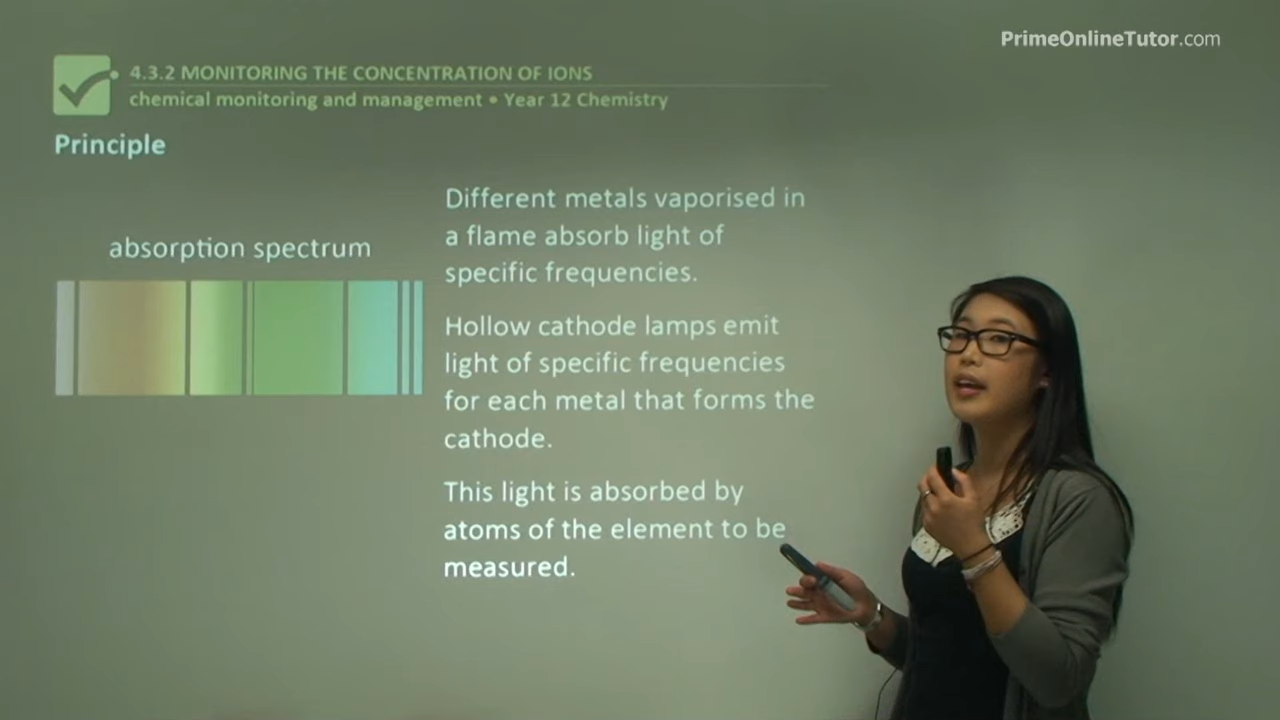 PrimeOnlineTutor.com
4.3.2 MONITORING THE CONCENTRATION OF IONS
chemical monitoring and management • Year 12 Chemistry
Principle
absorption spectrum
Different metals vaporised in
a flame absorb light of
specific frequencies.
Hollow cathode lamps emit
light of specific frequencies
for each metal that forms the
cathode.
This light is absorbed by
atoms of the element to be
measured.